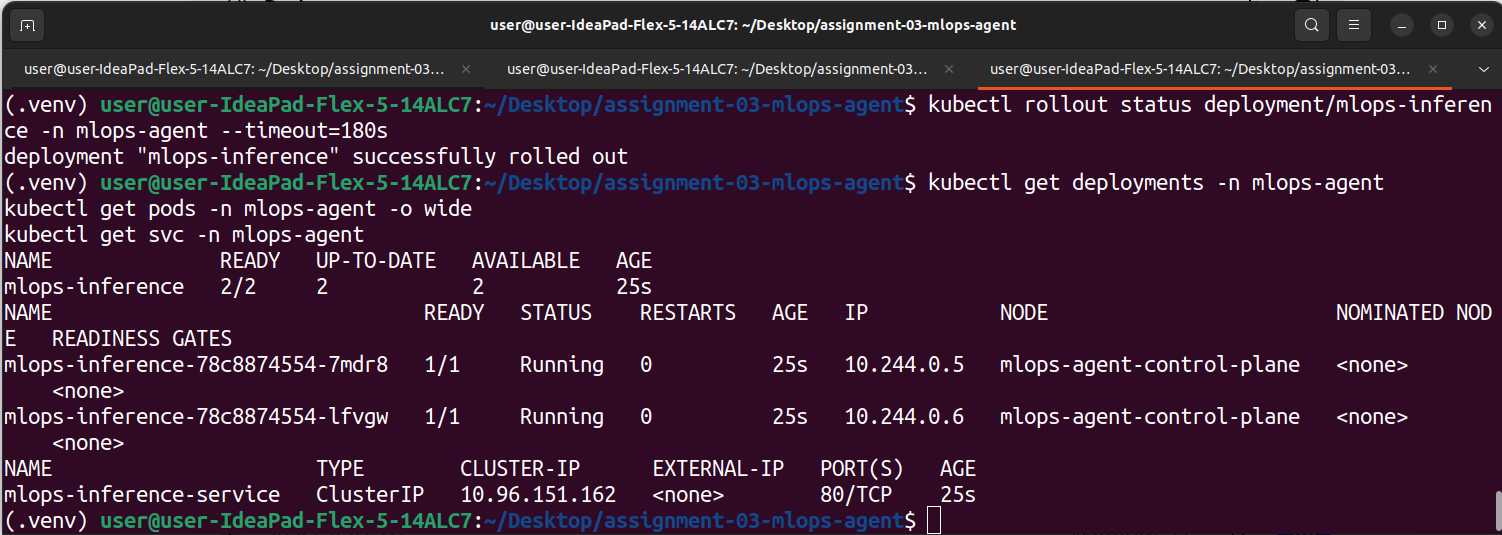 user@user-IdeaPad-Flex-5-14ALC7: ~/Desktop/assignment-03-mlops-agent
user@user-IdeaPad-Flex-5-14ALC7: ~/Desktop/assignment-03… × user@user-IdeaPad-Flex-5-14ALC7: ~/Desktop/assignment-03… × user@user-IdeaPad-Flex-5-14ALC7: ~/Desktop/assignment-03… ×
(.venv) user@user-IdeaPad-Flex-5-14ALC7:~/Desktop/assignment-03-mlops-agent$ kubectl rollout status deployment/mlops-inferen
ce -n mlops-agent --timeout=180s
deployment "mlops-inference" successfully rolled out
(.venv) user@user-IdeaPad-Flex-5-14ALC7:~/Desktop/assignment-03-mlops-agent$ kubectl get deployments -n mlops-agent
kubectl get pods -n mlops-agent -o wide
kubectl get svc -n mlops-agent
NAME              READY   UP-TO-DATE   AVAILABLE   AGE
mlops-inference   2/2     2            2           25s
NAME                               READY   STATUS    RESTARTS   AGE   IP           NODE                        NOMINATED NOD
E   READINESS GATES
mlops-inference-78c8874554-7mdr8   1/1     Running   0          25s   10.244.0.5   mlops-agent-control-plane   <none>
    <none>
mlops-inference-78c8874554-lfvgw   1/1     Running   0          25s   10.244.0.6   mlops-agent-control-plane   <none>
    <none>
NAME                      TYPE        CLUSTER-IP      EXTERNAL-IP   PORT(S)   AGE
mlops-inference-service   ClusterIP   10.96.151.162   <none>        80/TCP    25s
(.venv) user@user-IdeaPad-Flex-5-14ALC7:~/Desktop/assignment-03-mlops-agent$